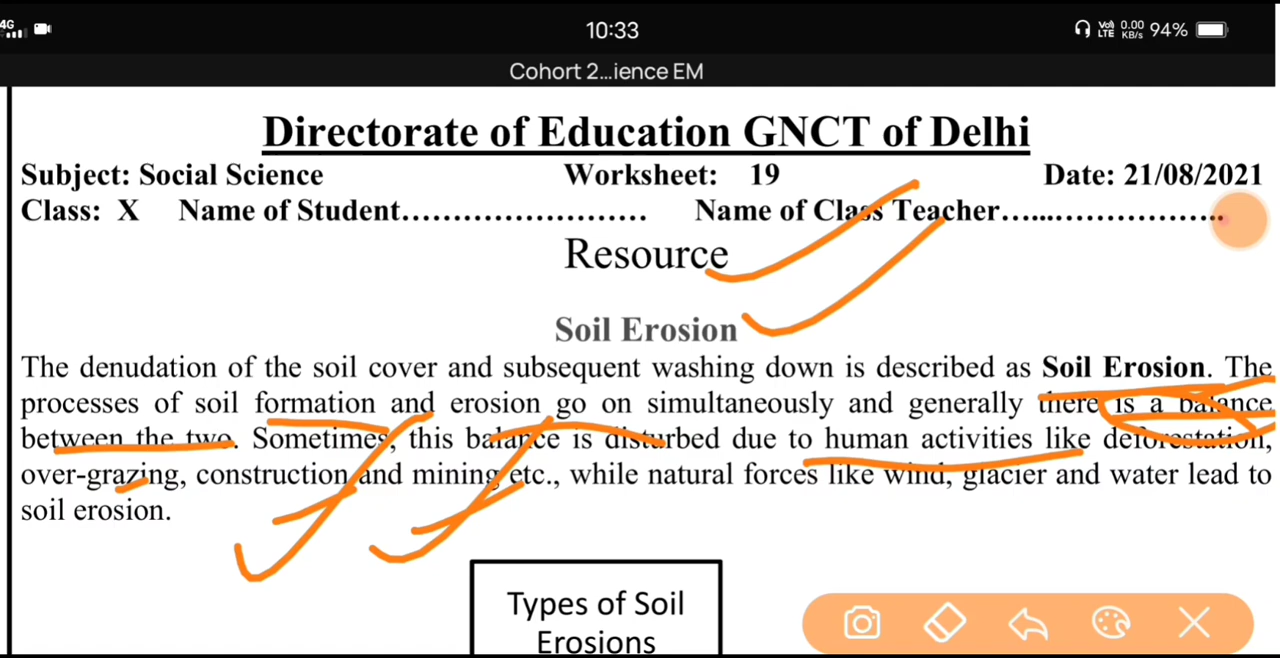 4G 10:33 Vo) LTE 0.00 KB/s 94%
Cohort 2...ience EM
Directorate of Education GNCT of Delhi
Subject: Social Science Worksheet: 19 Date: 21/08/2021
Class: X Name of Student........................ Name of Class Teacher......................
Resource
Soil Erosion
The denudation of the soil cover and subsequent washing down is described as Soil Erosion. The
processes of soil formation and erosion go on simultaneously and generally there is a balance
between the two. Sometimes, this balance is disturbed due to human activities like deforestation,
over-grazing, construction and mining etc., while natural forces like wind, glacier and water lead to
soil erosion.
Types of Soil
Erosions